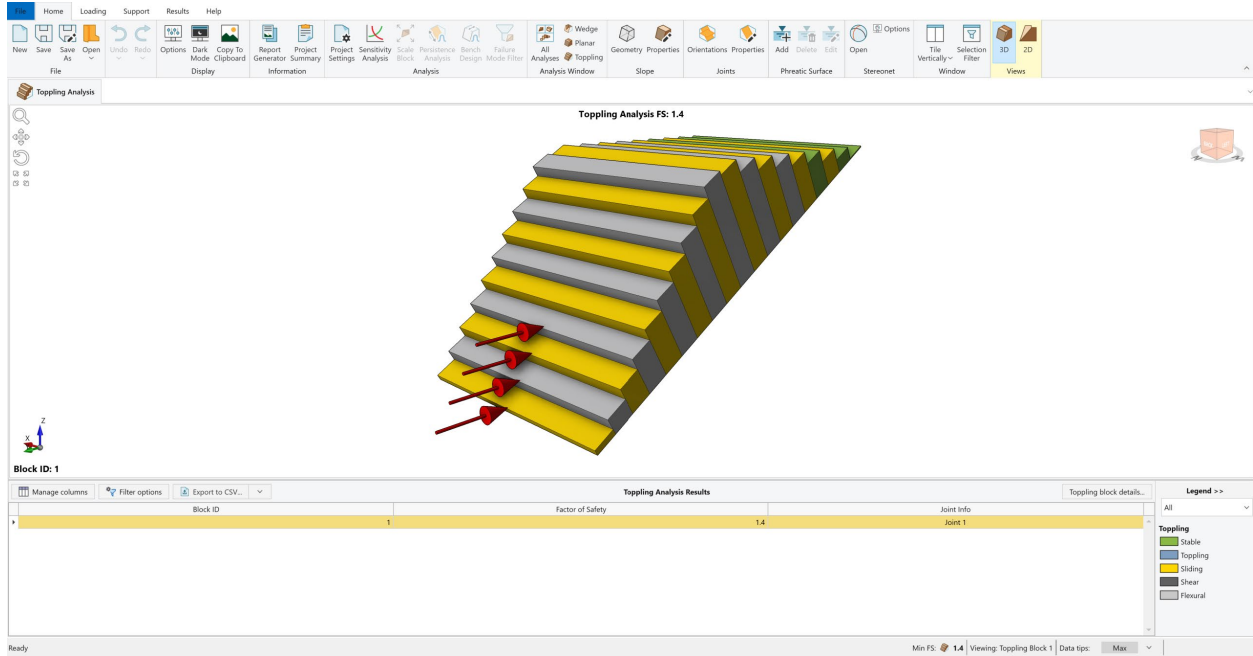 File Home Loading Support Results Help
New Save Save As Open Undo Redo Options Dark Mode Copy To Clipboard Report Generator Project Summary Project Settings Sensitivity Analysis Scale Block Persistence Analysis Bench Design Failure Mode Filter All Analyses Wedge Planar Toppling Geometry Properties Orientations Properties Add Delete Edit Open Options Tile Vertically Selection Filter 3D 2D
File Display Information Analysis Analysis Window Slope Joints Phreatic Surface Stereonet Window Views
Toppling Analysis
Toppling Analysis FS: 1.4
Z
X
Block ID: 1
Manage columns Filter options Export to CSV... Toppling Analysis Results Toppling block details... Legend >>
Block ID Factor of Safety Joint Info All
1 1.4 Joint 1
Toppling
Stable
Toppling
Sliding
Shear
Flexural
Ready Min FS: 1.4 Viewing: Toppling Block 1 Data tips: Max